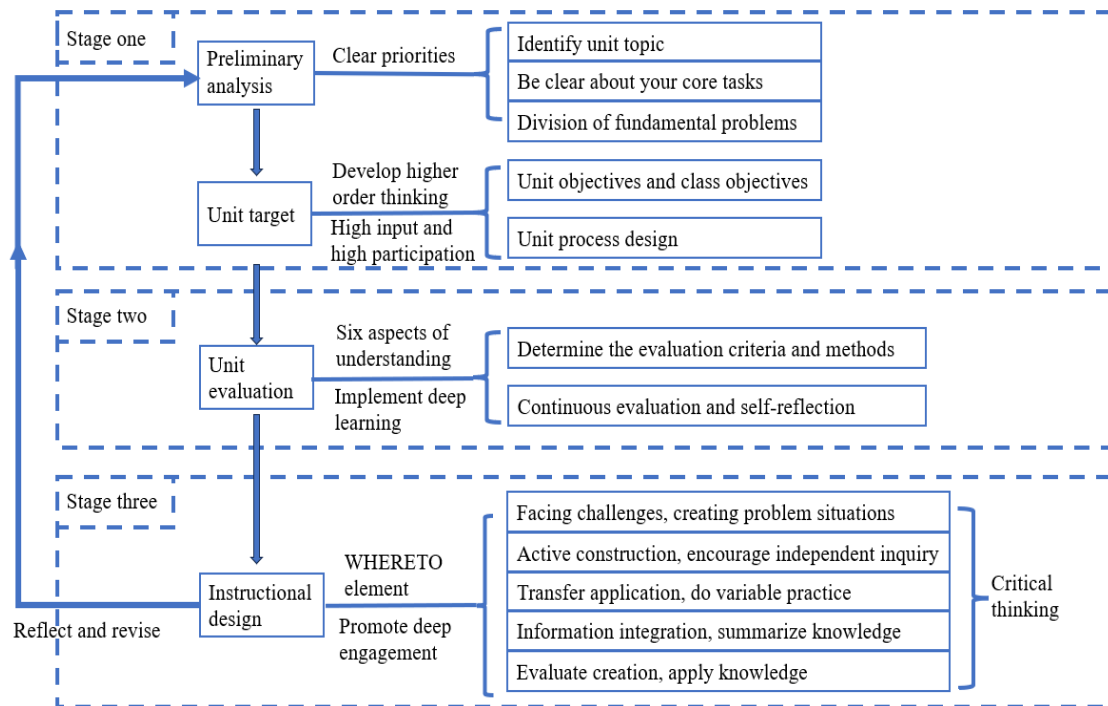 Stage one
Preliminary
analysis
Clear priorities
Identify unit topic
Be clear about your core tasks
Division of fundamental problems
Unit target
Develop higher
order thinking
High input and
high participation
Unit objectives and class objectives
Unit process design
Stage two
Unit
evaluation
Six aspects of
understanding
Implement deep
learning
Determine the evaluation criteria and methods
Continuous evaluation and self-reflection
Stage three
Instructional
design
Reflect and revise
WHERETO
element
Promote deep
engagement
Facing challenges, creating problem situations
Active construction, encourage independent inquiry
Transfer application, do variable practice
Information integration, summarize knowledge
Evaluate creation, apply knowledge
Critical
thinking